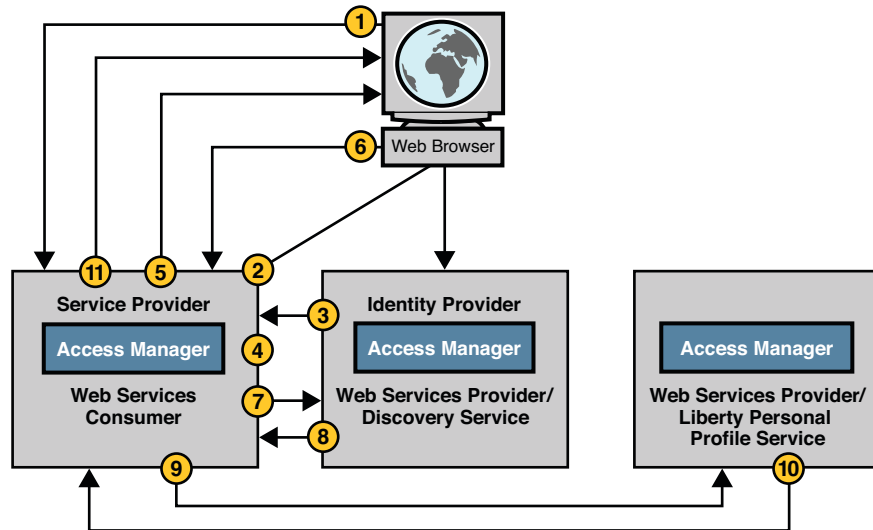 1
6
Web Browser
11
5
2
Service Provider
Access Manager
Web Services
Consumer
3
4
7
8
9
Identity Provider
Access Manager
Web Services Provider/
Discovery Service
Access Manager
Web Services Provider/
Liberty Personal
Profile Service
10